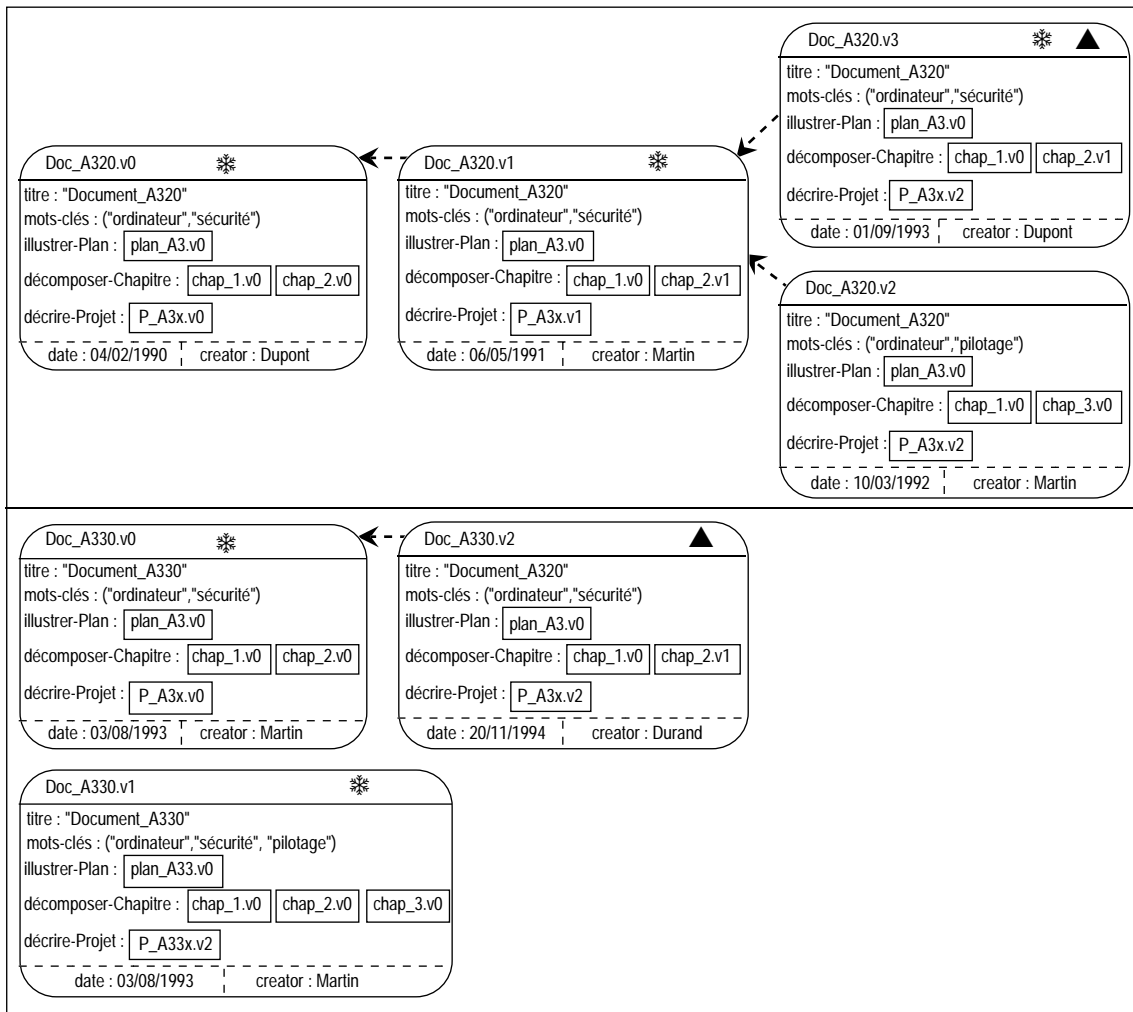 Doc_A320.v0
titre : "Document_A320"
mots-clés : ("ordinateur","sécurité")
illustrer-Plan : plan_A3.v0
décomposer-Chapitre : chap_1.v0 chap_2.v0
décrire-Projet : P_A3x.v0
date : 04/02/1990 creator : Dupont
Doc_A320.v1
titre : "Document_A320"
mots-clés : ("ordinateur","sécurité")
illustrer-Plan : plan_A3.v0
décomposer-Chapitre : chap_1.v0 chap_2.v1
décrire-Projet : P_A3x.v1
date : 06/05/1991 creator : Martin
Doc_A320.v3
titre : "Document_A320"
mots-clés : ("ordinateur","sécurité")
illustrer-Plan : plan_A3.v0
décomposer-Chapitre : chap_1.v0 chap_2.v1
décrire-Projet : P_A3x.v2
date : 01/09/1993 creator : Dupont
Doc_A320.v2
titre : "Document_A320"
mots-clés : ("ordinateur","pilotage")
illustrer-Plan : plan_A3.v0
décomposer-Chapitre : chap_1.v0 chap_3.v0
décrire-Projet : P_A3x.v2
date : 10/03/1992 creator : Martin
Doc_A330.v0
titre : "Document_A330"
mots-clés : ("ordinateur","sécurité")
illustrer-Plan : plan_A3.v0
décomposer-Chapitre : chap_1.v0 chap_2.v0
décrire-Projet : P_A3x.v0
date : 03/08/1993 creator : Martin
Doc_A330.v2
titre : "Document_A320"
mots-clés : ("ordinateur","sécurité")
illustrer-Plan : plan_A3.v0
décomposer-Chapitre : chap_1.v0 chap_2.v1
décrire-Projet : P_A3x.v2
date : 20/11/1994 creator : Durand
Doc_A330.v1
titre : "Document_A330"
mots-clés : ("ordinateur","sécurité", "pilotage")
illustrer-Plan : plan_A33.v0
décomposer-Chapitre : chap_1.v0 chap_2.v0 chap_3.v0
décrire-Projet : P_A33x.v2
date : 03/08/1993 creator : Martin